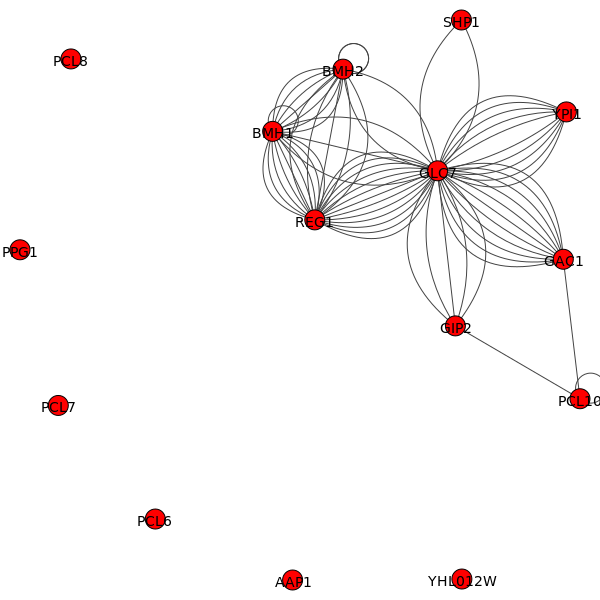 SHP1
PCL8
BMH2
YPI1
BMH1
GLC7
REG1
PPG1
GAC1
GIP2
PCL10
PCL7
PCL6
AAP1
YHL012W